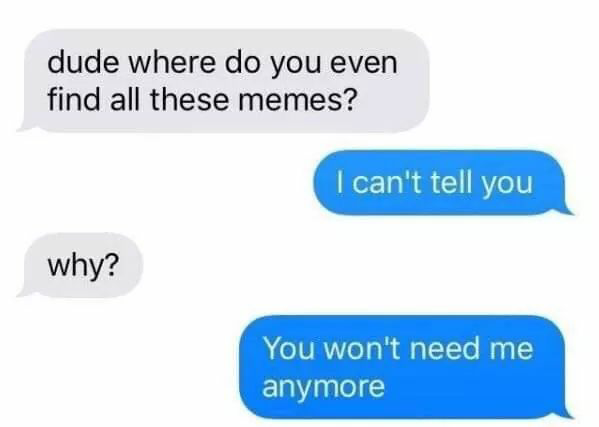 dude where do you even
find all these memes?
I can't tell you
why?
You won't need me
anymore